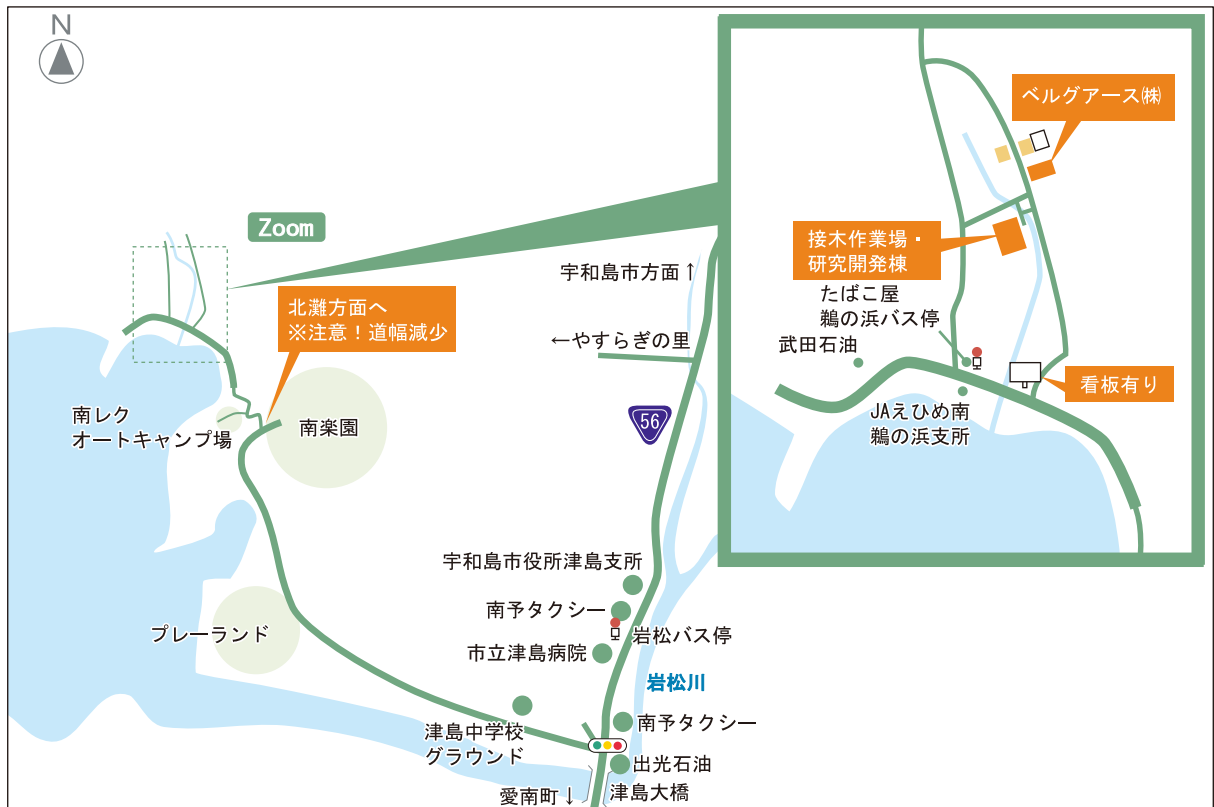 N
Zoom
北灘方面へ
※注意！道幅減少
南レク
オートキャンプ場
南楽園
プレーランド
宇和島市方面↑
←やすらぎの里
56
宇和島市役所津島支所
南予タクシー
岩松バス停
市立津島病院
岩松川
津島中学校
グラウンド
南予タクシー
出光石油
愛南町↓
津島大橋
ベルグアース㈱
接木作業場・
研究開発棟
たばこ屋
鵜の浜バス停
武田石油
看板有り
JAえひめ南
鵜の浜支所